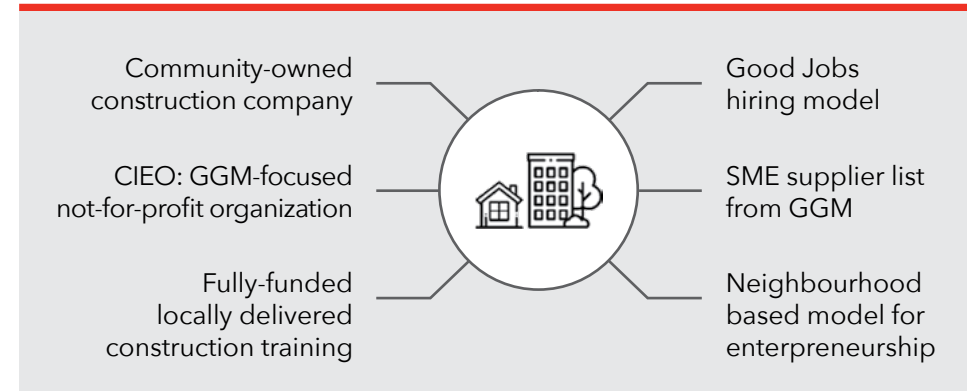 Community-owned
construction company
CIEO: GGM-focused
not-for-profit organization
Fully-funded
locally delivered
construction training
Good Jobs
hiring model
SME supplier list
from GGM
Neighbourhood
based model for
enterpreneurship